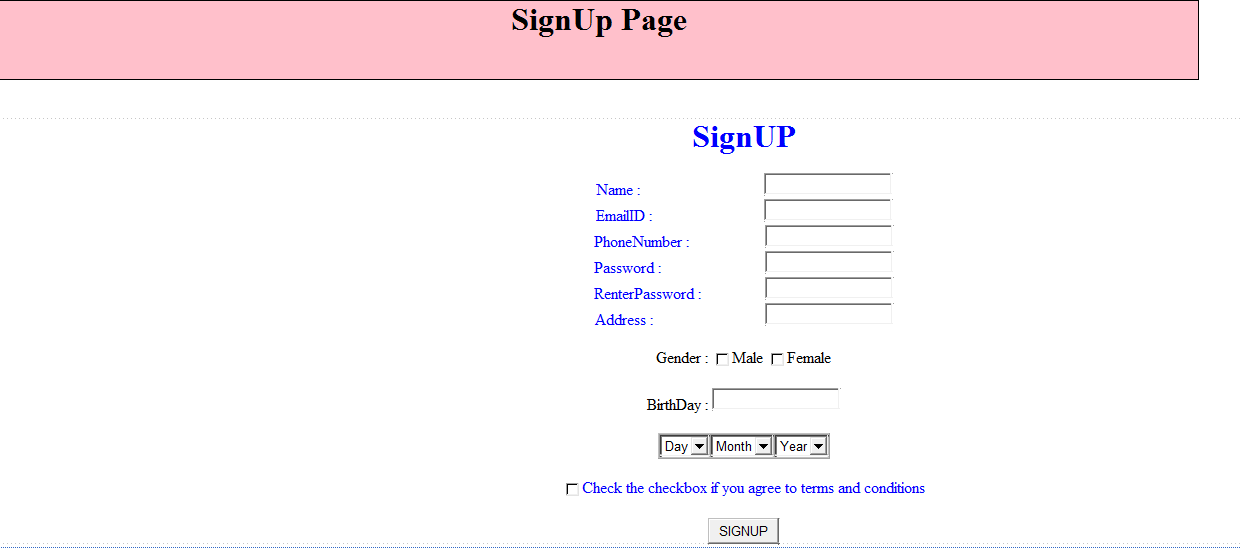 SignUp Page
SignUP
Name :
EmailID :
PhoneNumber :
Password :
RenterPassword :
Address :
Gender : Male Female
BirthDay :
Day Month Year
Check the checkbox if you agree to terms and conditions
SIGNUP